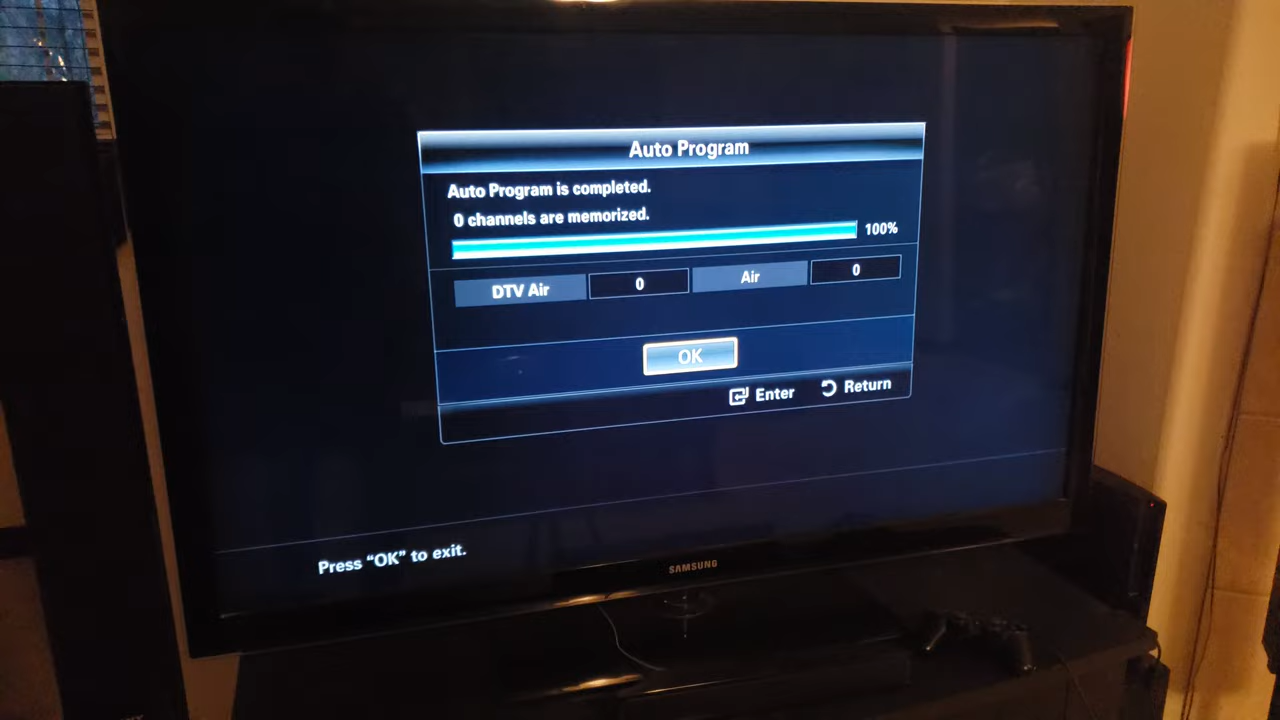 Auto Program
Auto Program is completed.
0 channels are memorized.
100%
DTV Air 0 Air 0
OK
Enter Return
Press “OK” to exit.
SAMSUNG